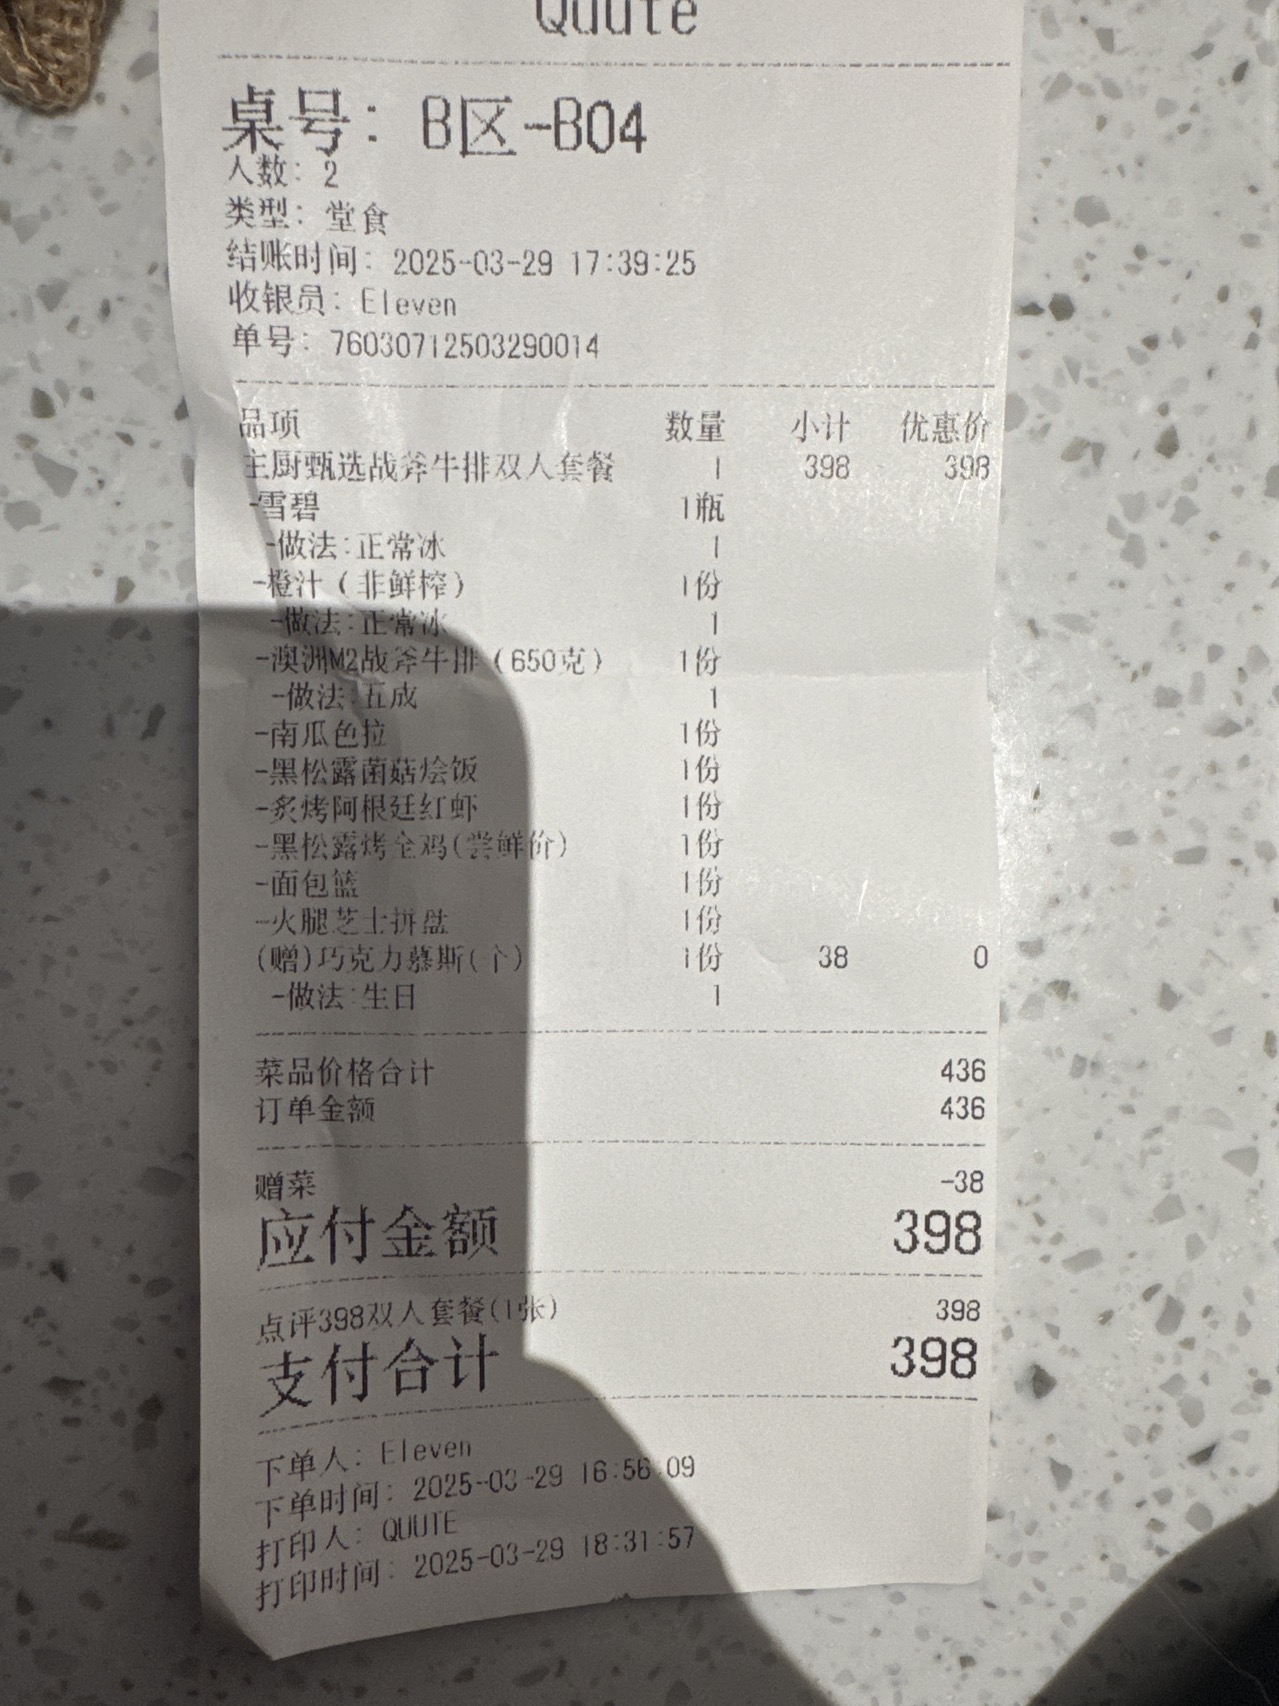 Quute
桌号: B区-B04
人数: 2
类型: 堂食
结账时间: 2025-03-29 17:39:25
收银员: Eleven
单号: 76030712503290014
品项 数量 小计 优惠价
主厨甄选战斧牛排双人套餐 1 398 398
-雪碧 1瓶
-做法:正常冰 1
-橙汁(非鲜榨) 1份
-做法:正常冰 1
-澳洲M2战斧牛排(650克) 1份
-做法:五成 1
-南瓜色拉 1份
-黑松露菌菇烩饭 1份
-炙烤阿根廷红虾 1份
-黑松露烤全鸡(尝鲜价) 1份
-面包篮 1份
-火腿芝士拼盘 1份
(赠)巧克力慕斯(个) 1份 38 0
-做法:生日 1
菜品价格合计 436
订单金额 436
赠菜 -38
应付金额 398
点评398双人套餐(1张) 398
支付合计 398
下单人: Eleven
下单时间: 2025-03-29 16:56:09
打印人: QUUTE
打印时间: 2025-03-29 18:31:57